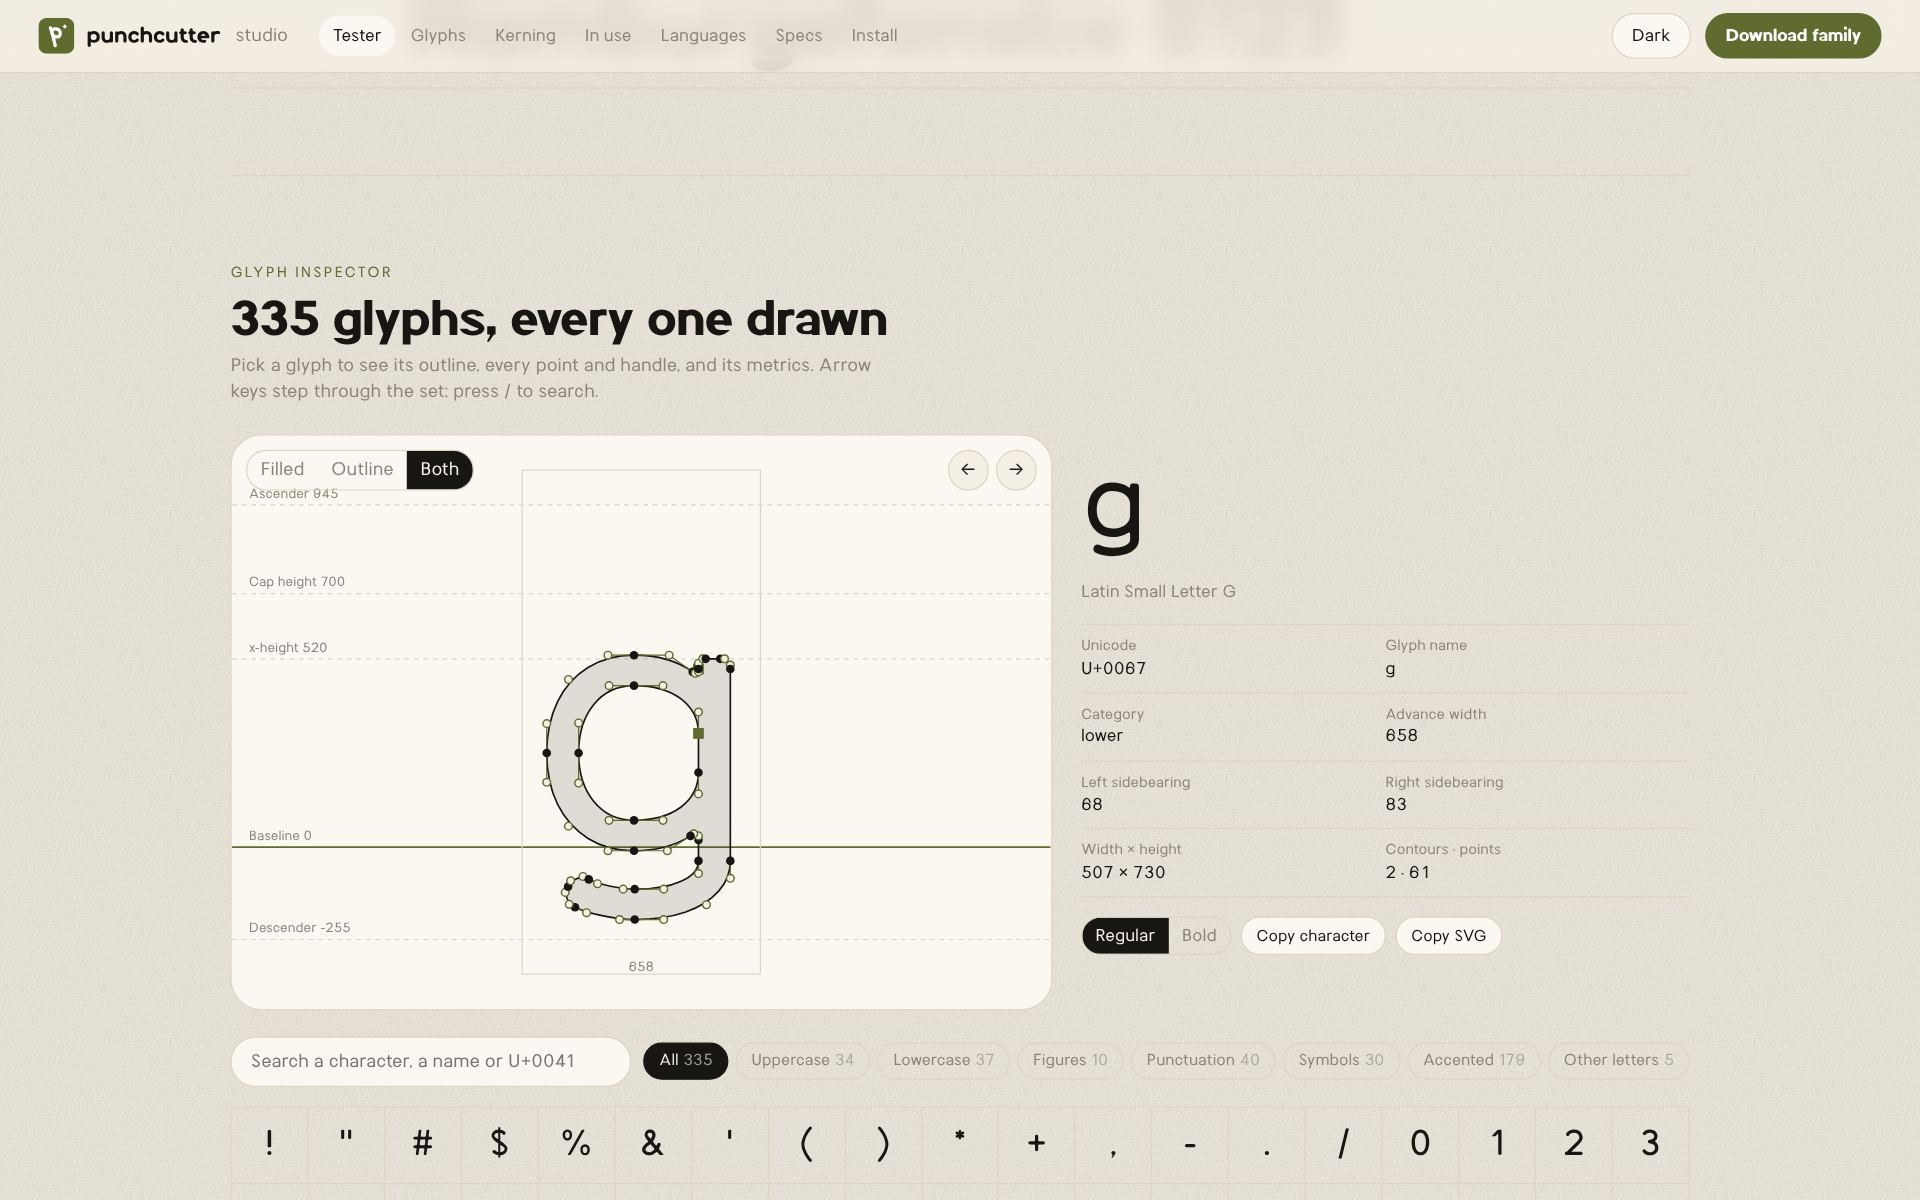 punchcutter studio Tester Glyphs Kerning In use Languages Specs Install Dark Download family
GLYPH INSPECTOR
335 glyphs, every one drawn
Pick a glyph to see its outline, every point and handle, and its metrics. Arrow
keys step through the set; press / to search.
Filled Outline Both ← →
Ascender 945
Cap height 700
x-height 520
Baseline 0
Descender -255
658
g
Latin Small Letter G
Unicode Glyph name
U+0067 g
Category Advance width
lower 658
Left sidebearing Right sidebearing
68 83
Width × height Contours · points
507 × 730 2 · 61
Regular Bold Copy character Copy SVG
Search a character, a name or U+0041 All 335 Uppercase 34 Lowercase 37 Figures 10 Punctuation 40 Symbols 30 Accented 179 Other letters 5
! " # $ % & ' ( ) * + , - . / 0 1 2 3